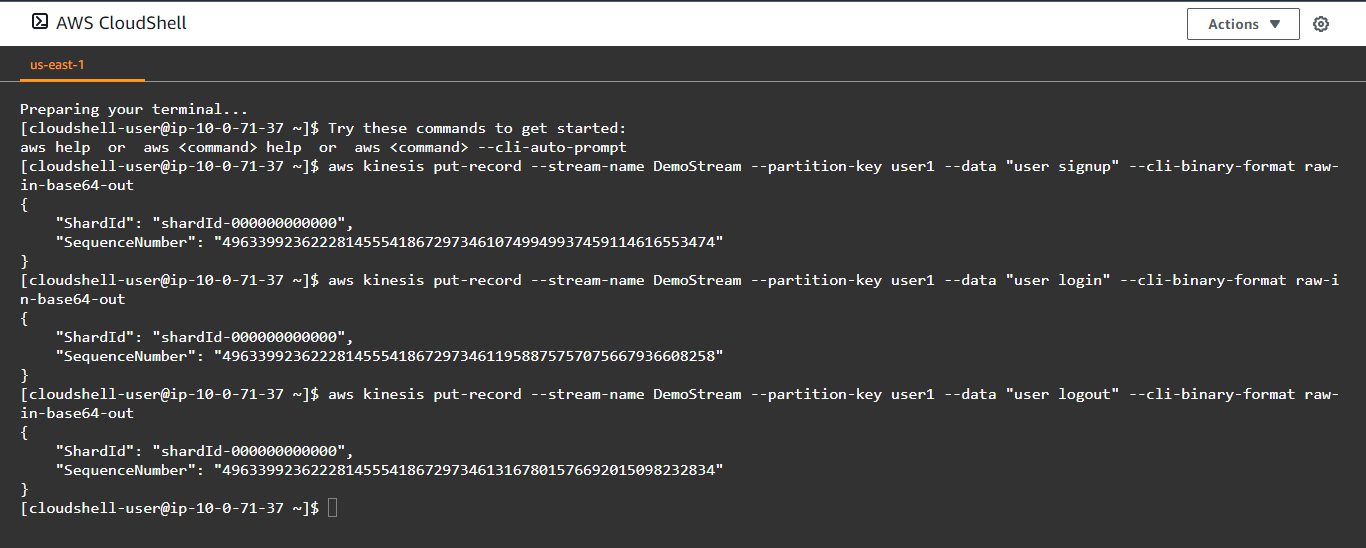 AWS CloudShell
Actions ▼
us-east-1
Preparing your terminal...
[cloudshell-user@ip-10-0-71-37 ~]$ Try these commands to get started:
aws help  or  aws <command> help  or  aws <command> --cli-auto-prompt
[cloudshell-user@ip-10-0-71-37 ~]$ aws kinesis put-record --stream-name DemoStream --partition-key user1 --data "user signup" --cli-binary-format raw-
in-base64-out
{
    "ShardId": "shardId-000000000000",
    "SequenceNumber": "49633992362228145554186729734610749949937459114616553474"
}
[cloudshell-user@ip-10-0-71-37 ~]$ aws kinesis put-record --stream-name DemoStream --partition-key user1 --data "user login" --cli-binary-format raw-i
n-base64-out
{
    "ShardId": "shardId-000000000000",
    "SequenceNumber": "49633992362228145554186729734611958875757075667936608258"
}
[cloudshell-user@ip-10-0-71-37 ~]$ aws kinesis put-record --stream-name DemoStream --partition-key user1 --data "user logout" --cli-binary-format raw-
in-base64-out
{
    "ShardId": "shardId-000000000000",
    "SequenceNumber": "49633992362228145554186729734613167801576692015098232834"
}
[cloudshell-user@ip-10-0-71-37 ~]$